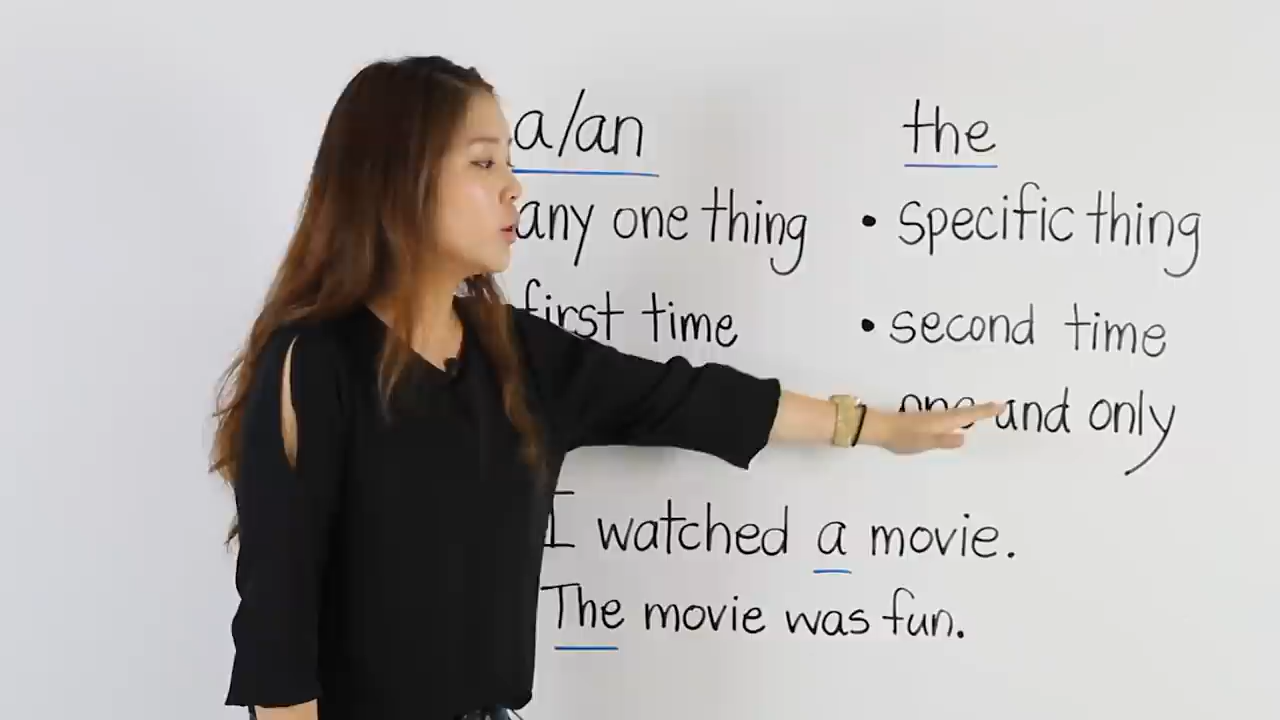 a/an the
any one thing • specific thing
first time • second time
one and only
I watched a movie.
The movie was fun.